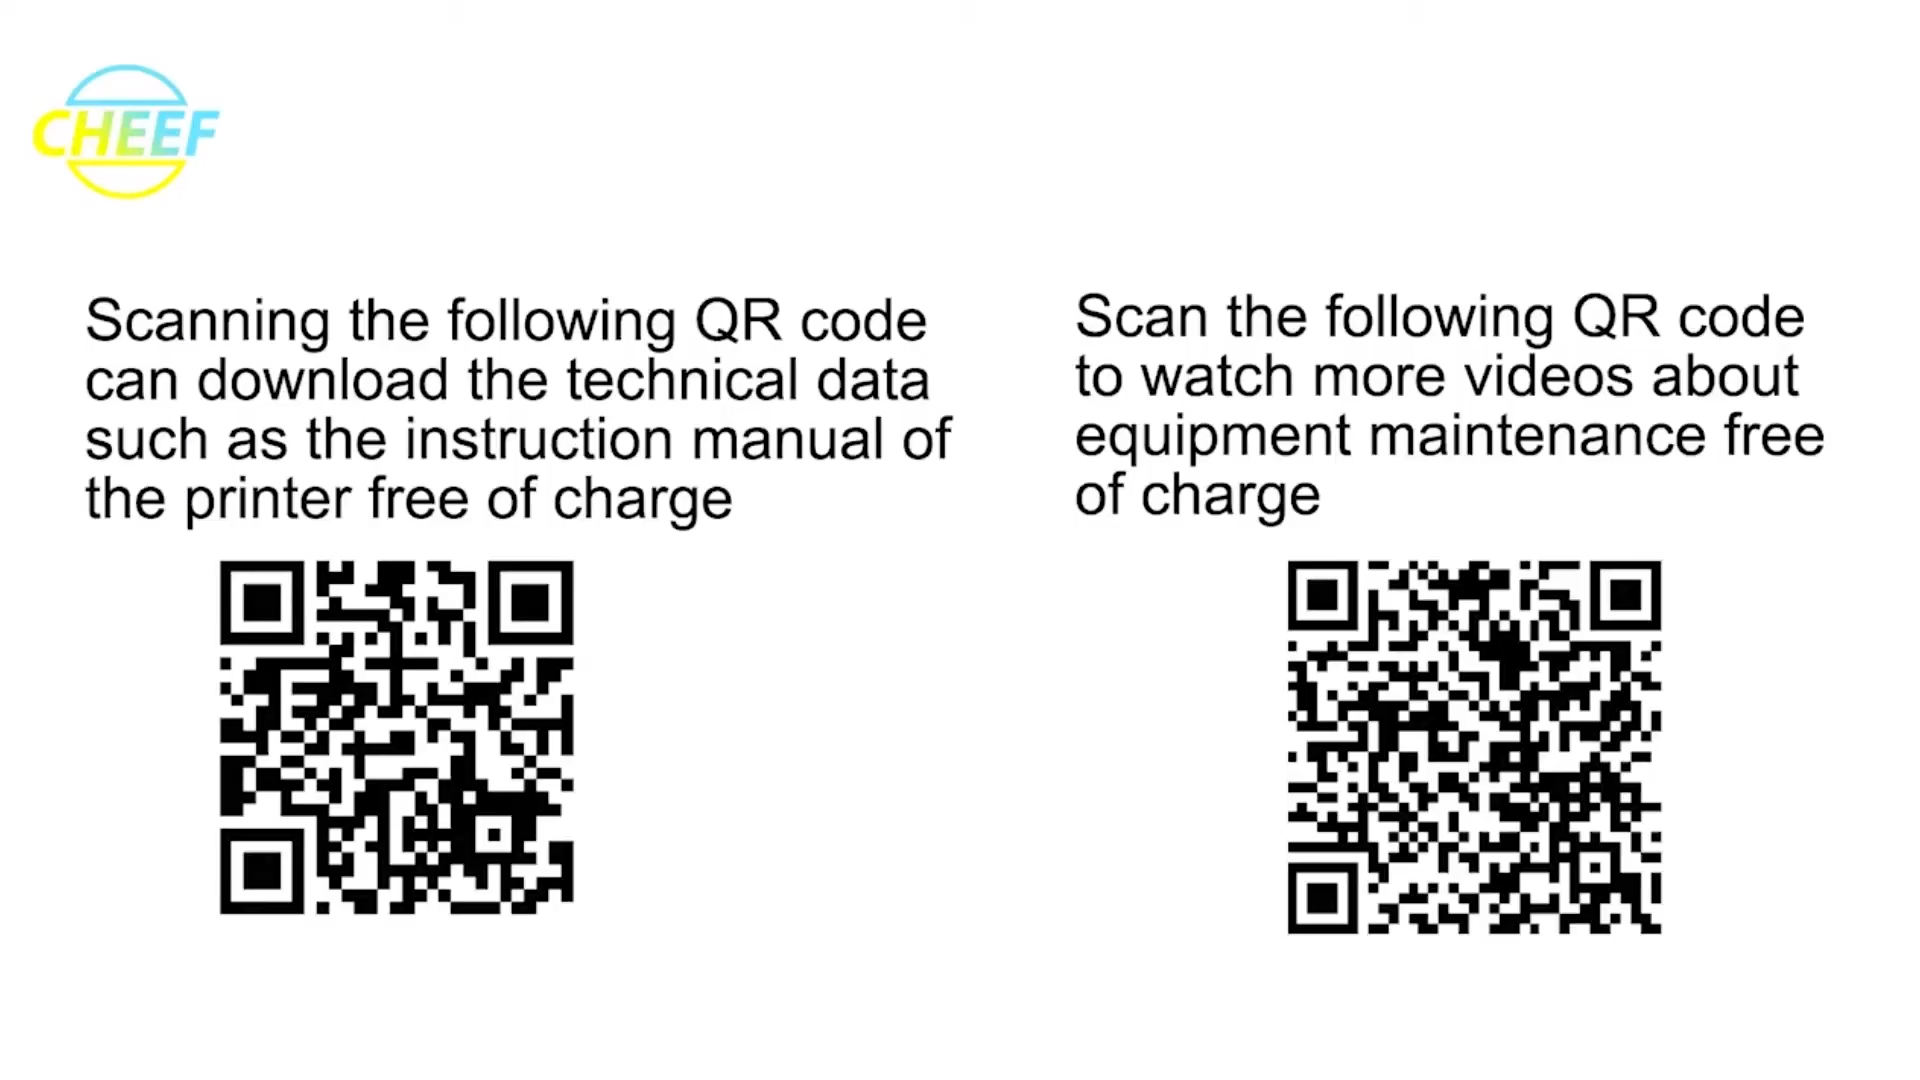 CHEEF
Scanning the following QR code
can download the technical data
such as the instruction manual of
the printer free of charge
Scan the following QR code
to watch more videos about
equipment maintenance free
of charge